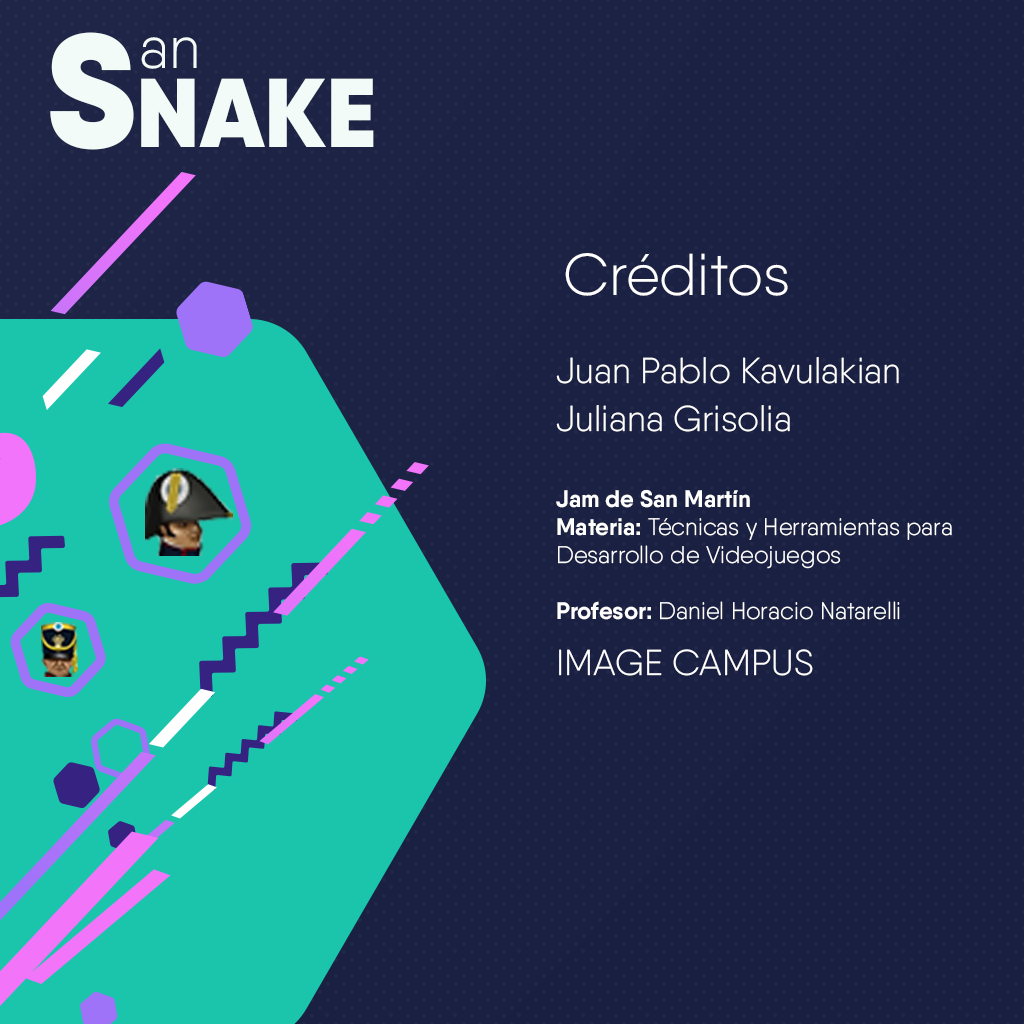 San
SNAKE
Créditos
Juan Pablo Kavulakian
Juliana Grisolia
Jam de San Martín
Materia: Técnicas y Herramientas para
Desarrollo de Videojuegos
Profesor: Daniel Horacio Natarelli
IMAGE CAMPUS